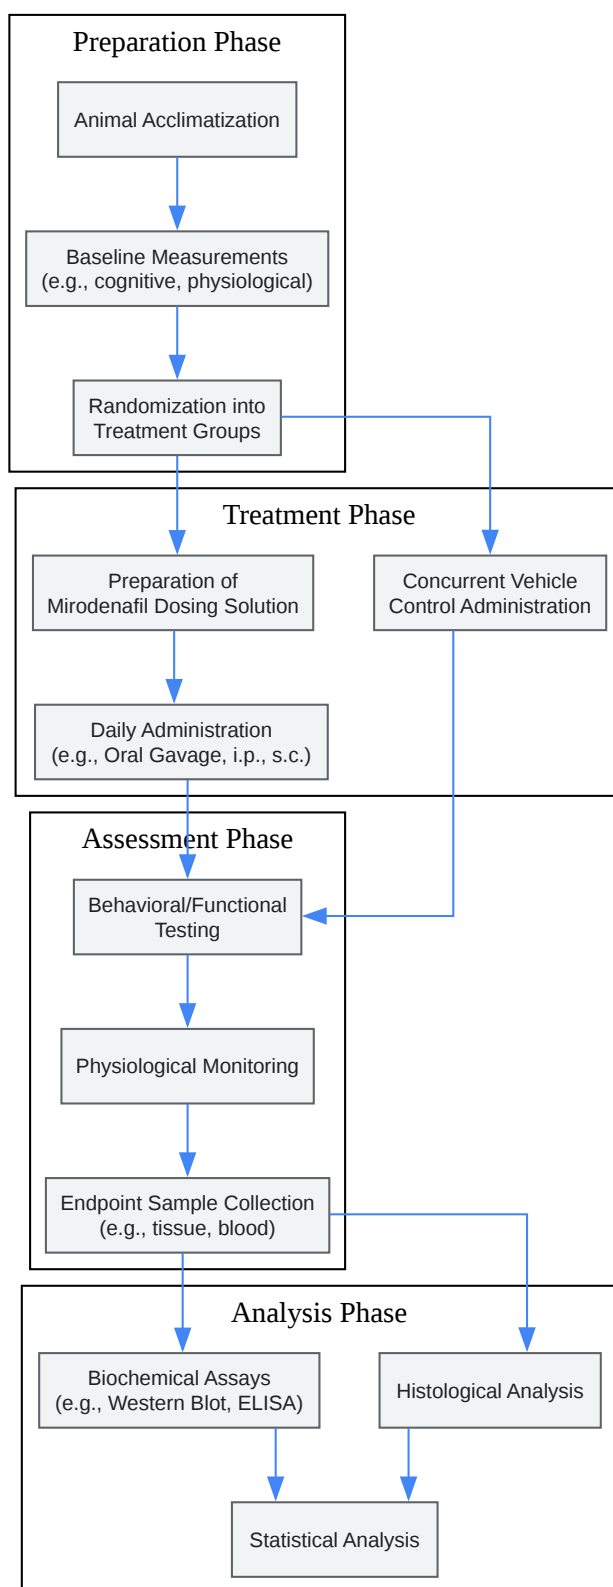 Preparation Phase
Animal Acclimatization
Baseline Measurements
(e.g., cognitive, physiological)
Randomization into
Treatment Groups
Treatment Phase
Preparation of
Mirodenafil Dosing Solution
Concurrent Vehicle
Control Administration
Daily Administration
(e.g., Oral Gavage, i.p., s.c.)
Assessment Phase
Behavioral/Functional
Testing
Physiological Monitoring
Endpoint Sample Collection
(e.g., tissue, blood)
Analysis Phase
Biochemical Assays
(e.g., Western Blot, ELISA)
Histological Analysis
Statistical Analysis